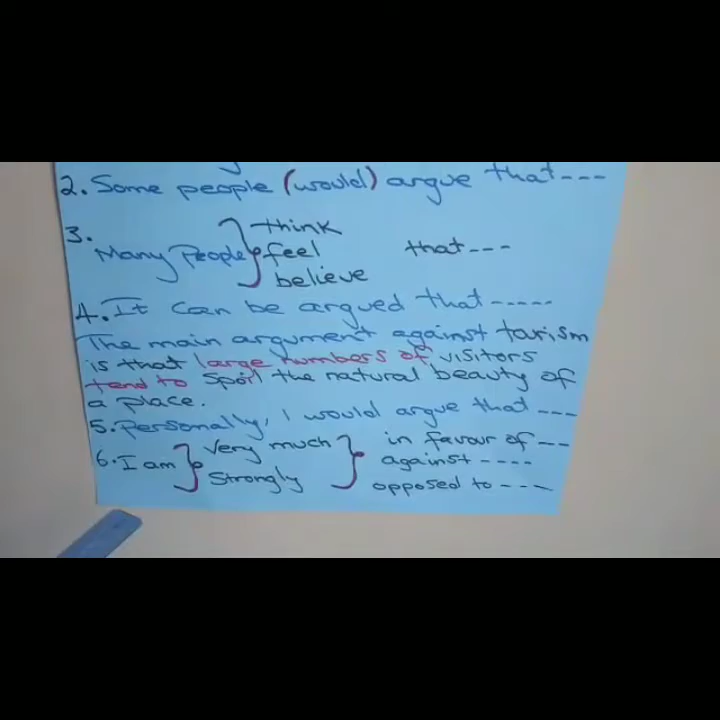 2. Some people (would) argue that---
think
3. Many People feel that---
believe
4. It can be argued that-----
The main argument against tourism
is that large numbers of visitors
tend to spoil the natural beauty of
a place.
5. Personally, I would argue that ---
6. I am very much in favour of ---
strongly against ----
opposed to ----